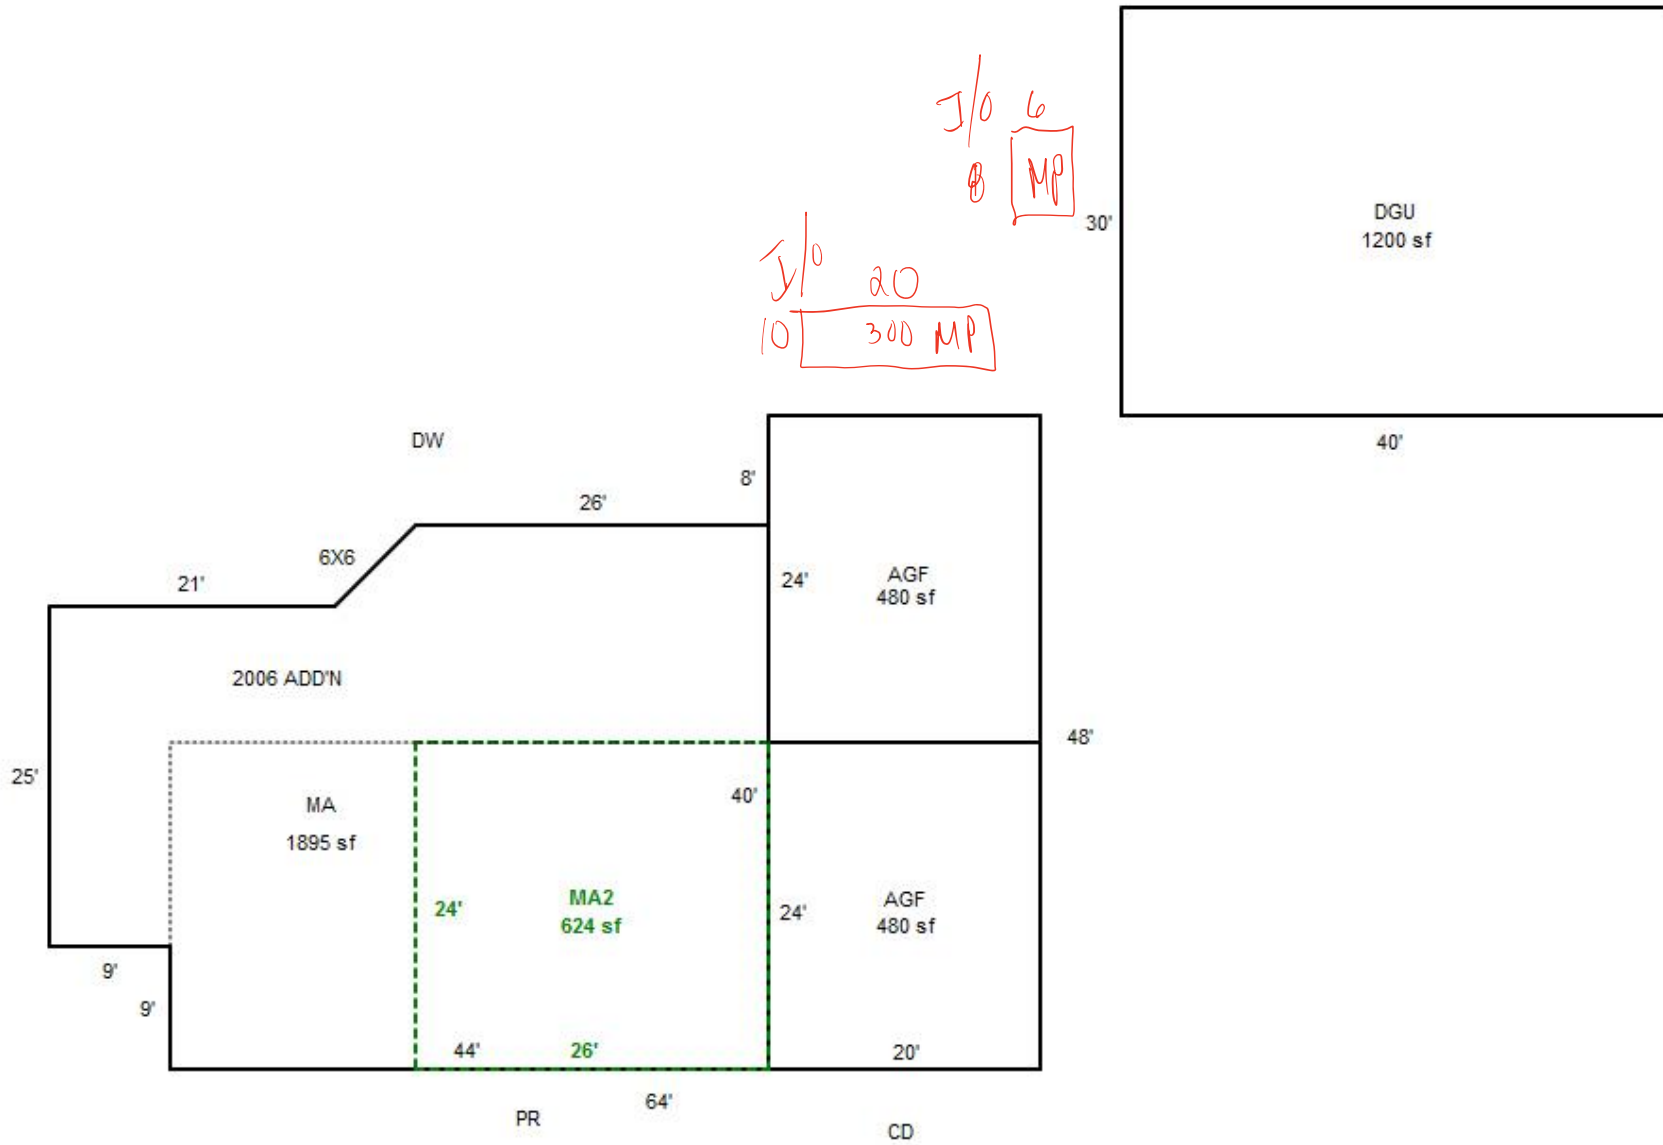 I/O 6
8 MP
30'
DGU
1200 sf
I/O 20
10 300 MP
40'
DW
8'
26'
6X6
21'
24'
AGF
480 sf
2006 ADD'N
48'
25'
40'
MA
1895 sf
24'
MA2
624 sf
24'
AGF
480 sf
9'
9'
44'
26'
20'
64'
PR
CD